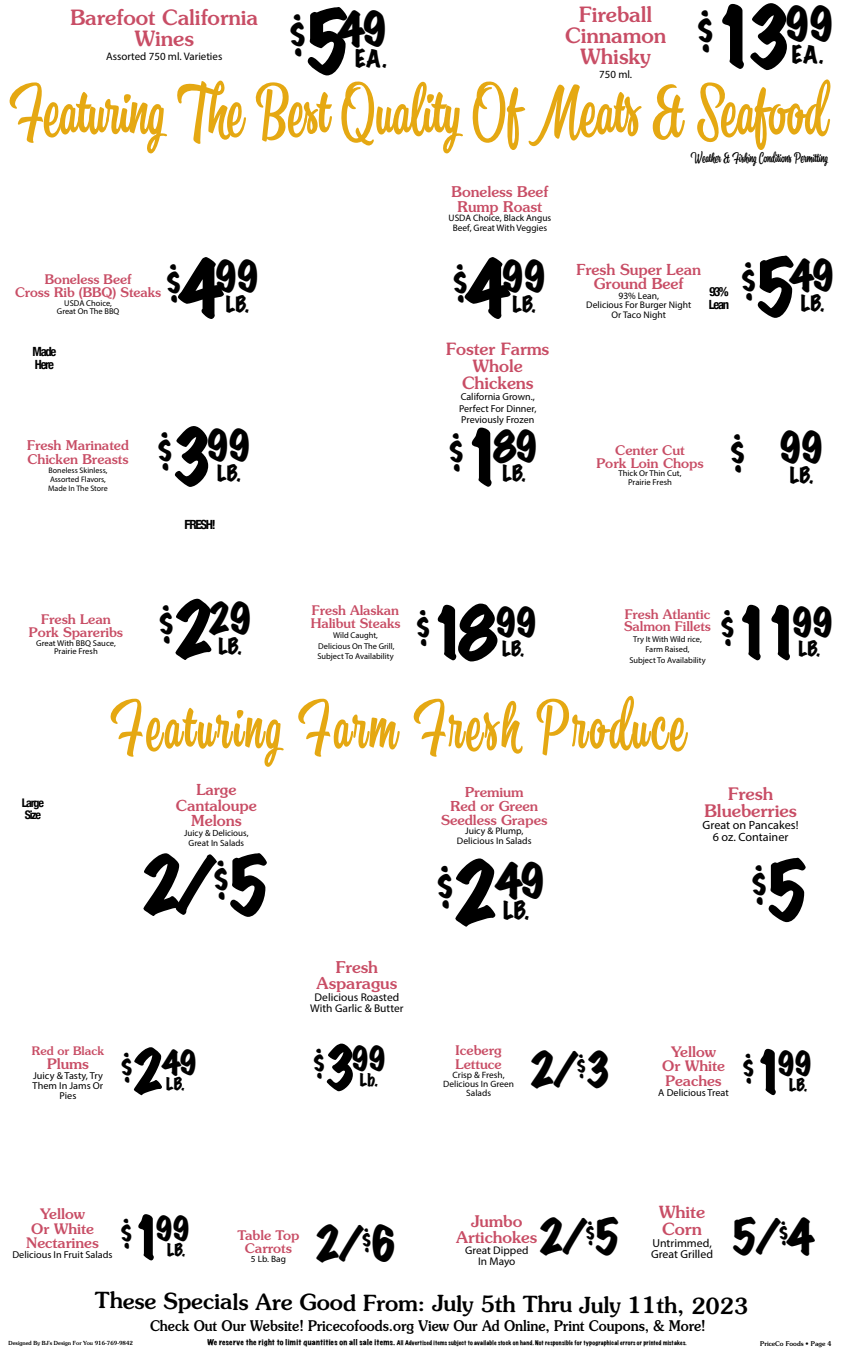 Barefoot California
Wines
Assorted 750 ml. Varieties
$5.49 EA.
Fireball
Cinnamon
Whisky
750 ml.
$13.99 EA.
Featuring The Best Quality Of Meats & Seafood
Weather & Fishing Conditions Permitting
Boneless Beef
Cross Rib (BBQ) Steaks
USDA Choice,
Great On The BBQ
$4.99 LB.
Boneless Beef
Rump Roast
USDA Choice, Black Angus
Beef, Great With Veggies
$4.99 LB.
Fresh Super Lean
Ground Beef
93% Lean,
Delicious For Burger Night
Or Taco Night
93%
Lean
$5.49 LB.
Made
Here
Fresh Marinated
Chicken Breasts
Boneless Skinless,
Assorted Flavors,
Made In The Store
$3.99 LB.
Foster Farms
Whole
Chickens
California Grown.,
Perfect For Dinner,
Previously Frozen
$1.89 LB.
Center Cut
Pork Loin Chops
Thick Or Thin Cut,
Prairie Fresh
$ 99 LB.
FRESH!
Fresh Lean
Pork Spareribs
Great With BBQ Sauce,
Prairie Fresh
$2.29 LB.
Fresh Alaskan
Halibut Steaks
Wild Caught,
Delicious On The Grill,
Subject To Availability
$18.99 LB.
Fresh Atlantic
Salmon Fillets
Try It With Wild rice,
Farm Raised,
Subject To Availability
$11.99 LB.
Featuring Farm Fresh Produce
Large
Size
Large
Cantaloupe
Melons
Juicy & Delicious,
Great In Salads
2/$5
Premium
Red or Green
Seedless Grapes
Juicy & Plump,
Delicious In Salads
$2.49 LB.
Fresh
Blueberries
Great on Pancakes!
6 oz. Container
$5
Red or Black
Plums
Juicy & Tasty, Try
Them In Jams Or
Pies
$2.49 LB.
Fresh
Asparagus
Delicious Roasted
With Garlic & Butter
$3.99 Lb.
Iceberg
Lettuce
Crisp & Fresh,
Delicious In Green
Salads
2/$3
Yellow
Or White
Peaches
A Delicious Treat
$1.99 LB.
Yellow
Or White
Nectarines
Delicious In Fruit Salads
$1.99 LB.
Table Top
Carrots
5 Lb. Bag
2/$6
Jumbo
Artichokes
Great Dipped
In Mayo
2/$5
White
Corn
Untrimmed,
Great Grilled
5/$4
These Specials Are Good From: July 5th Thru July 11th, 2023
Check Out Our Website! Pricecofoods.org View Our Ad Online, Print Coupons, & More!
Designed By BJ's Design For You 916-769-9842
We reserve the right to limit quantities on all sale items. All Advertised items subject to available stock on hand. Not responsible for typographical errors or printed mistakes.
PriceCo Foods • Page 4